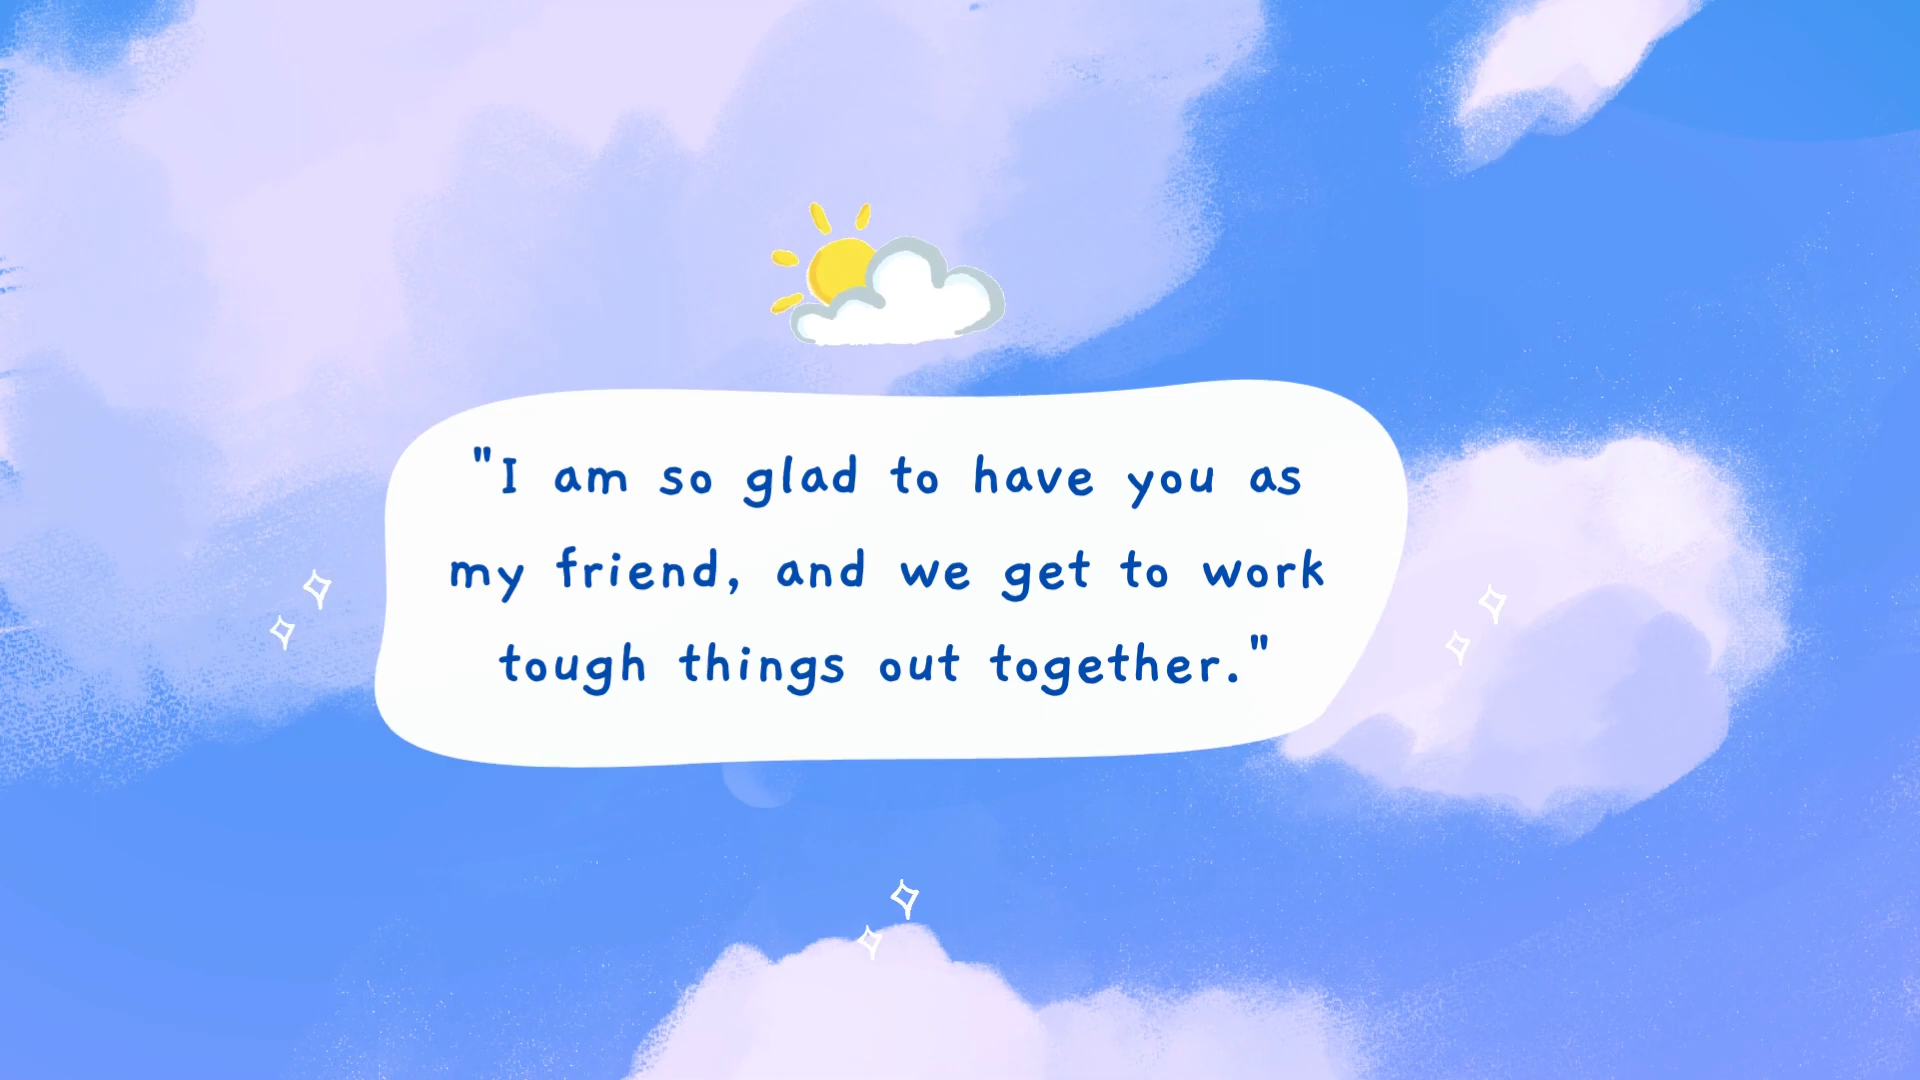 "I am so glad to have you as
my friend, and we get to work
tough things out together."